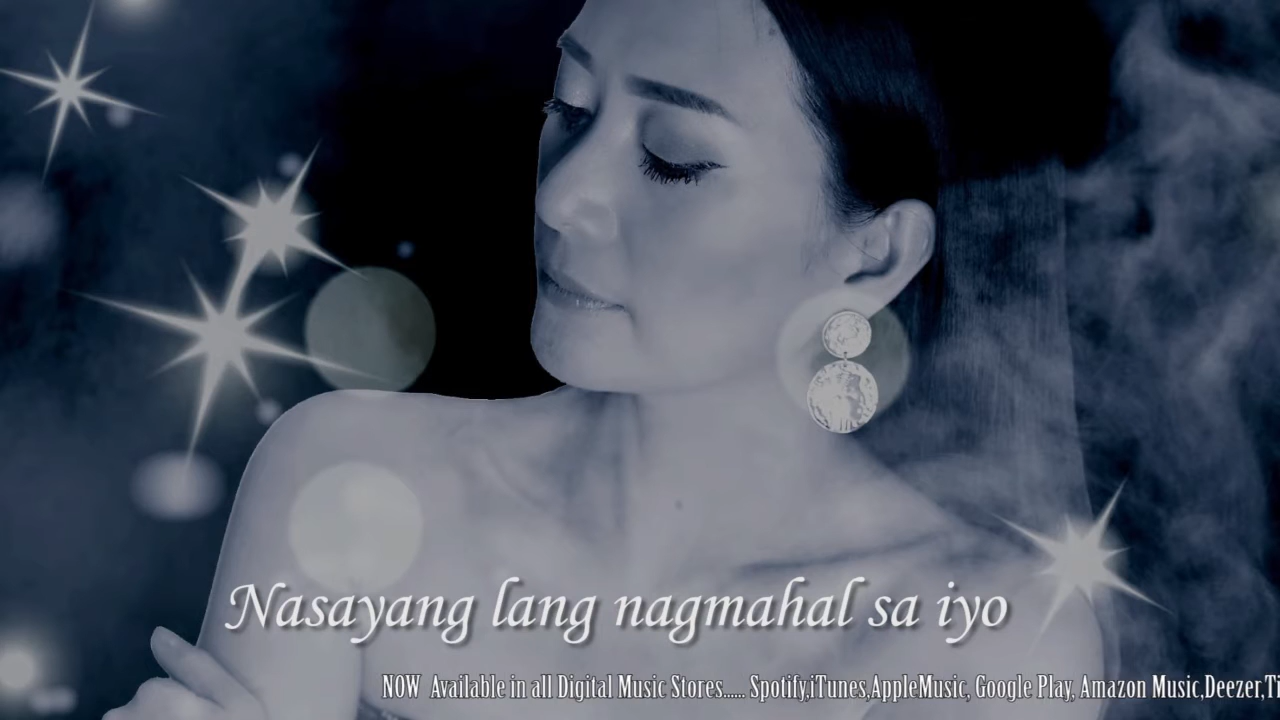 Nasayang lang nagmahal sa iyo
NOW Available in all Digital Music Stores...... Spotify,iTunes,AppleMusic, Google Play, Amazon Music,Deezer,Ti